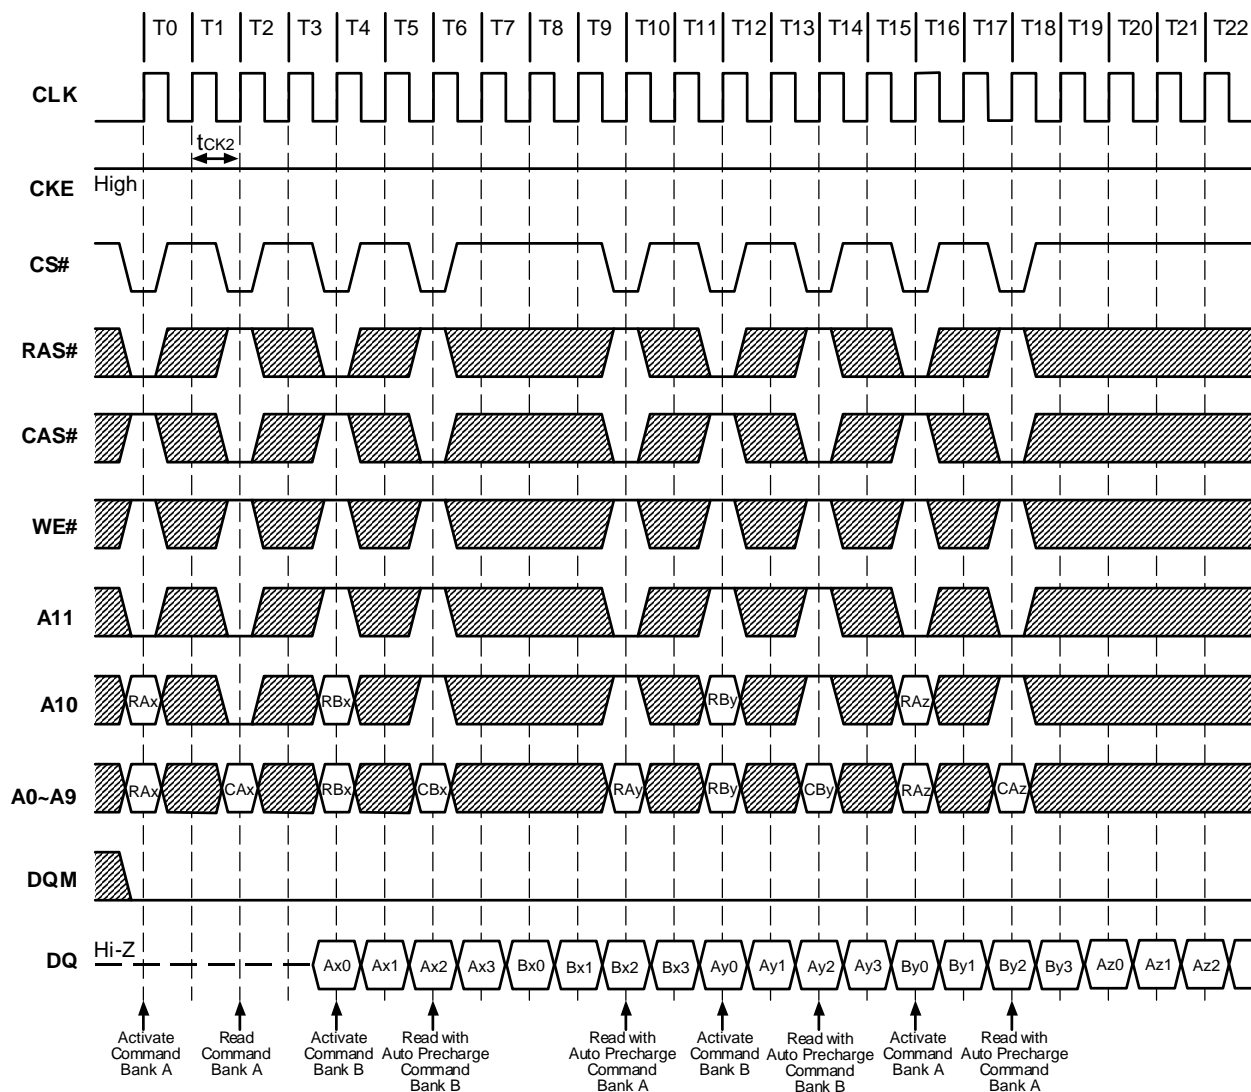 T0 T1 T2 T3 T4 T5 T6 T7 T8 T9 T10 T11 T12 T13 T14 T15 T16 T17 T18 T19 T20 T21 T22
CLK
tCK2
CKE High
CS#
RAS#
CAS#
WE#
A11
A10 RAx RBx RBy RAz
A0~A9 RAx CAx RBx CBx RAy RBy CBy RAz CAz
DQM
DQ Hi-Z Ax0 Ax1 Ax2 Ax3 Bx0 Bx1 Bx2 Bx3 Ay0 Ay1 Ay2 Ay3 By0 By1 By2 By3 Az0 Az1 Az2
Activate
Command
Bank A
Read
Command
Bank A
Activate
Command
Bank B
Read with
Auto Precharge
Command
Bank B
Read with
Auto Precharge
Command
Bank A
Activate
Command
Bank B
Read with
Auto Precharge
Command
Bank B
Activate
Command
Bank A
Read with
Auto Precharge
Command
Bank A